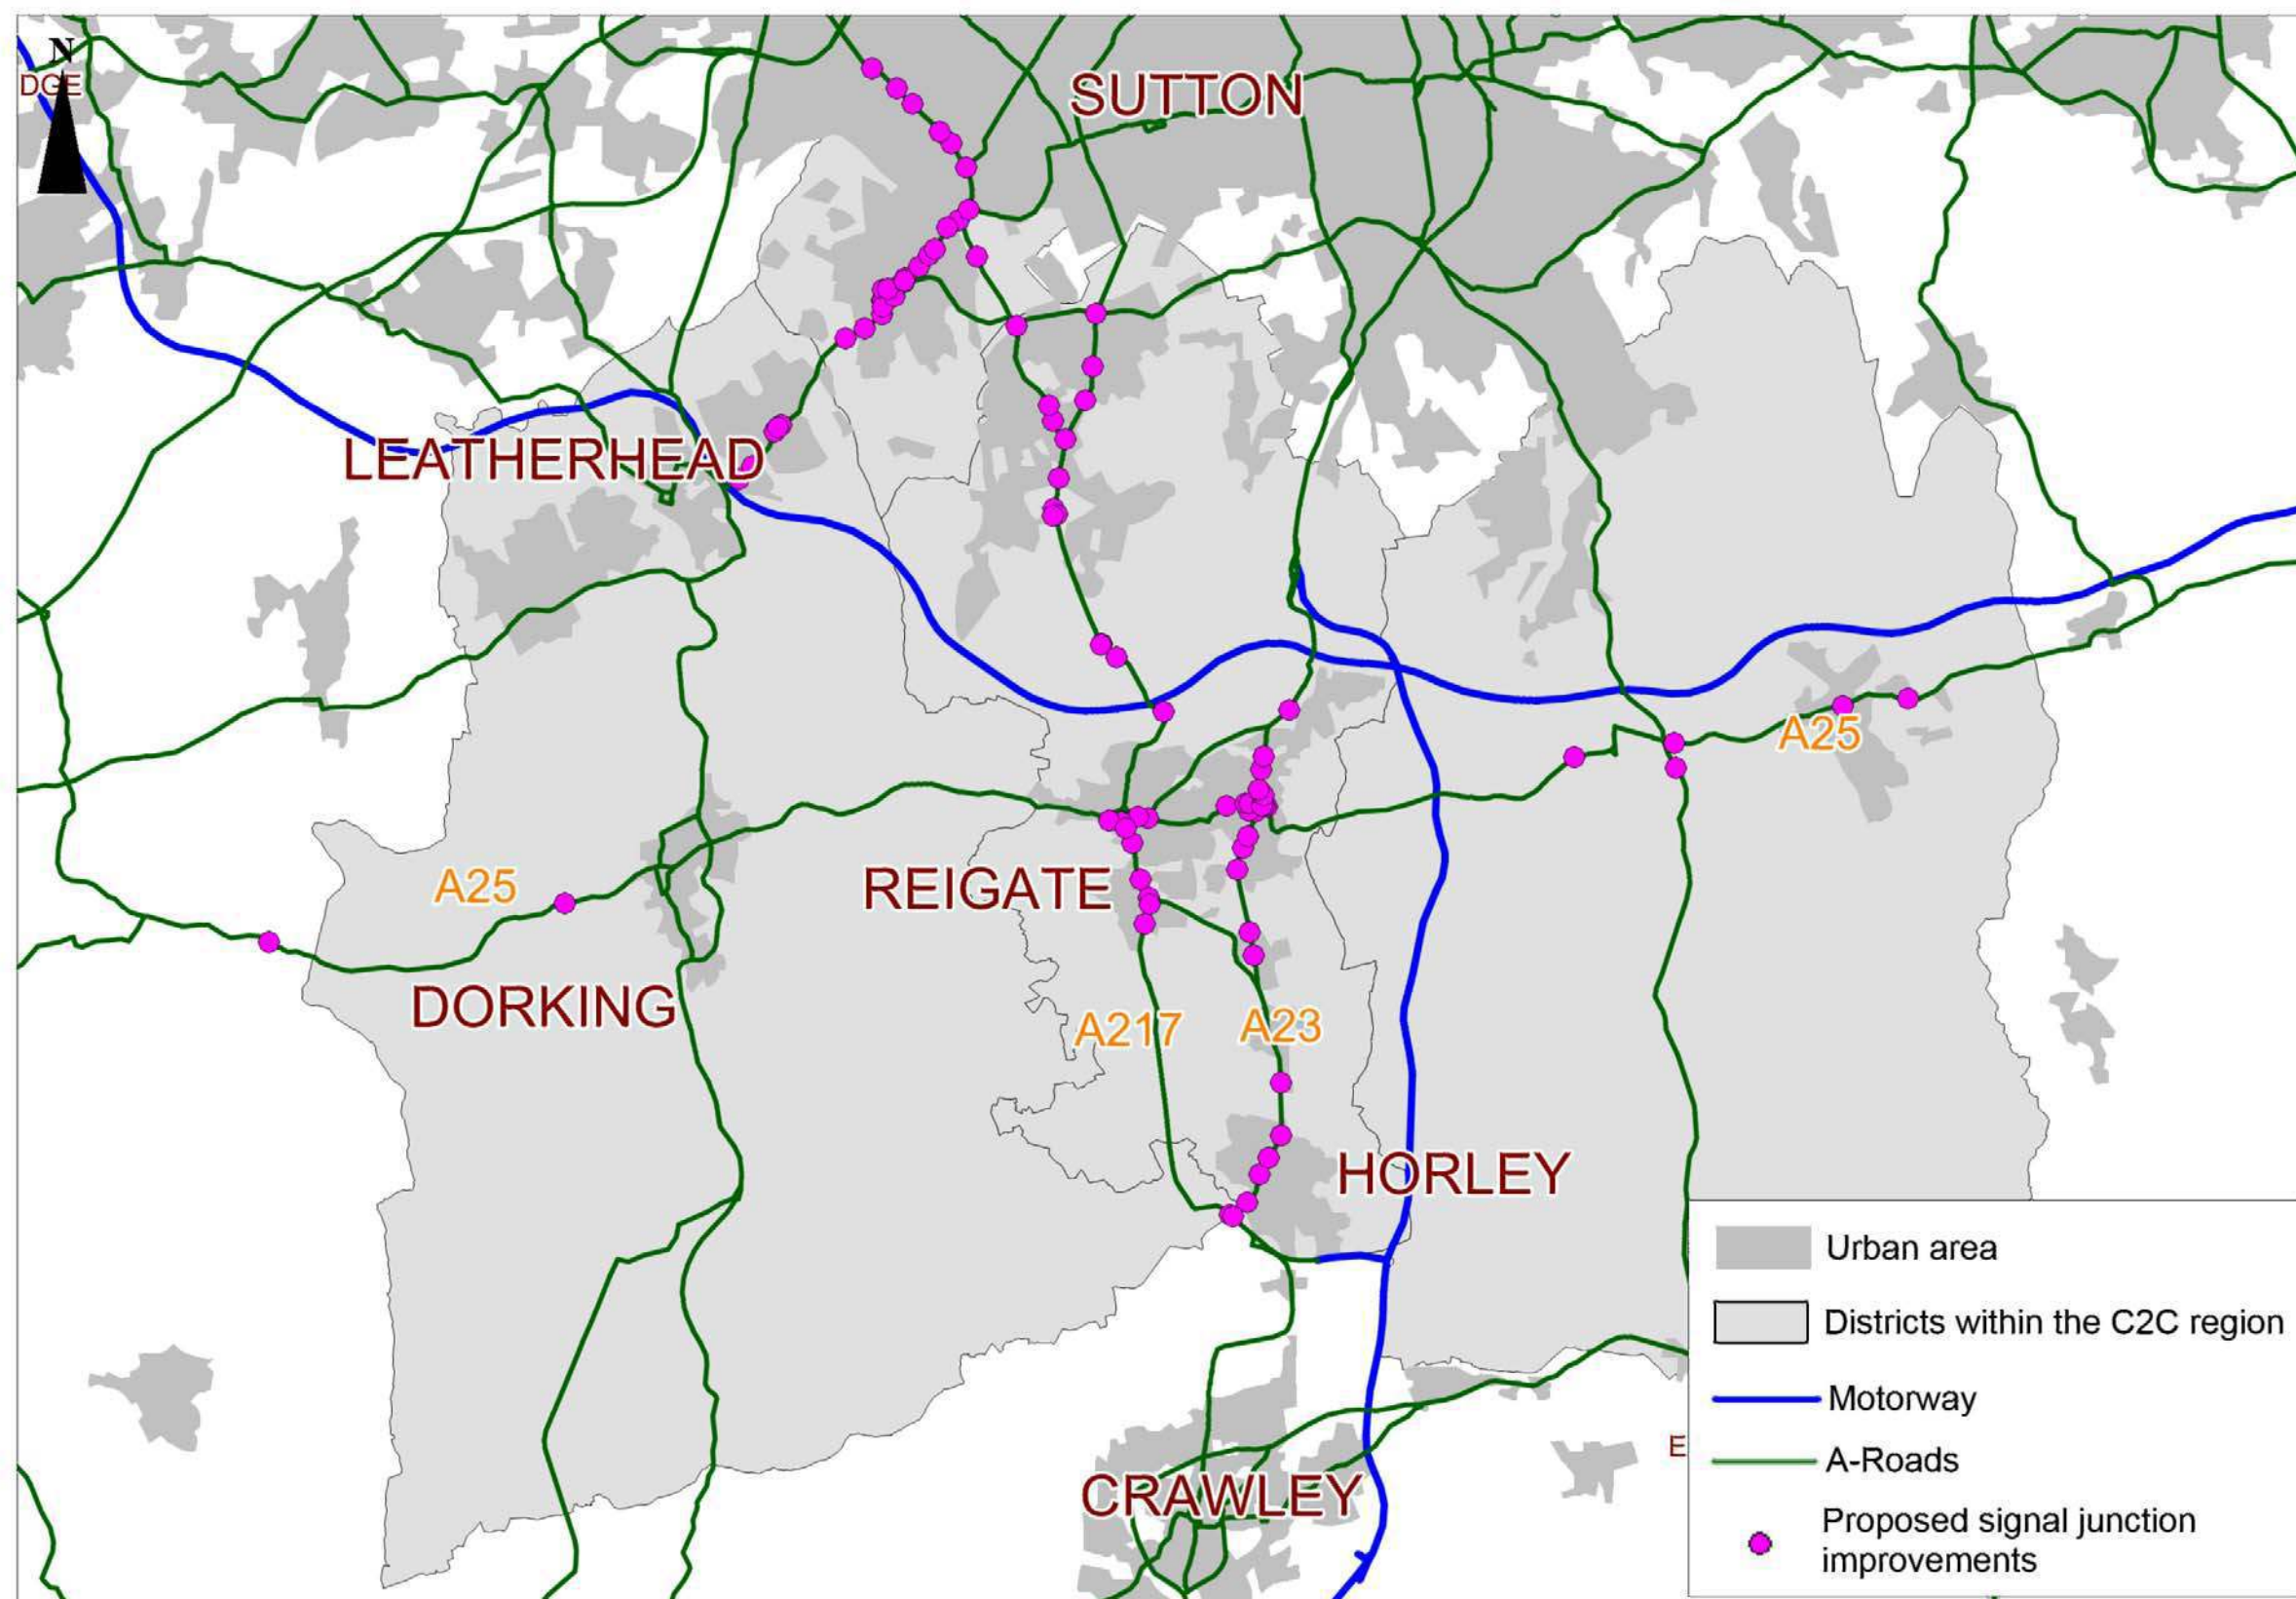 N
DGE
SUTTON
LEATHERHEAD
A25
A25
REIGATE
DORKING
A217
A23
HORLEY
CRAWLEY
E
Urban area
Districts within the C2C region
Motorway
A-Roads
Proposed signal junction
improvements